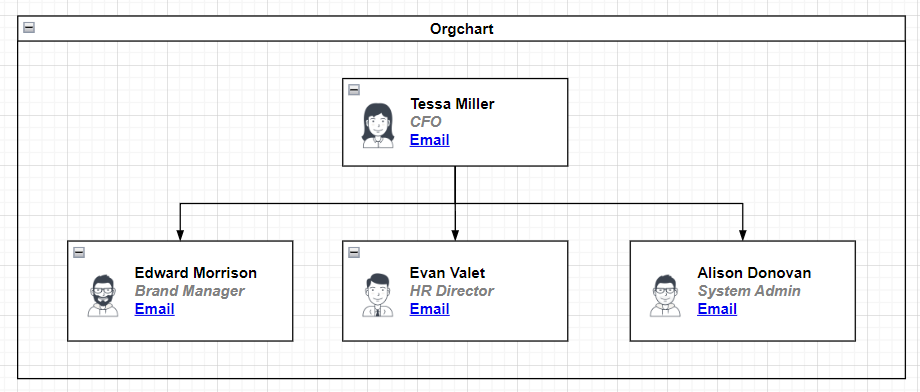 Orgchart
Tessa Miller
CFO
Email
Edward Morrison
Brand Manager
Email
Evan Valet
HR Director
Email
Alison Donovan
System Admin
Email